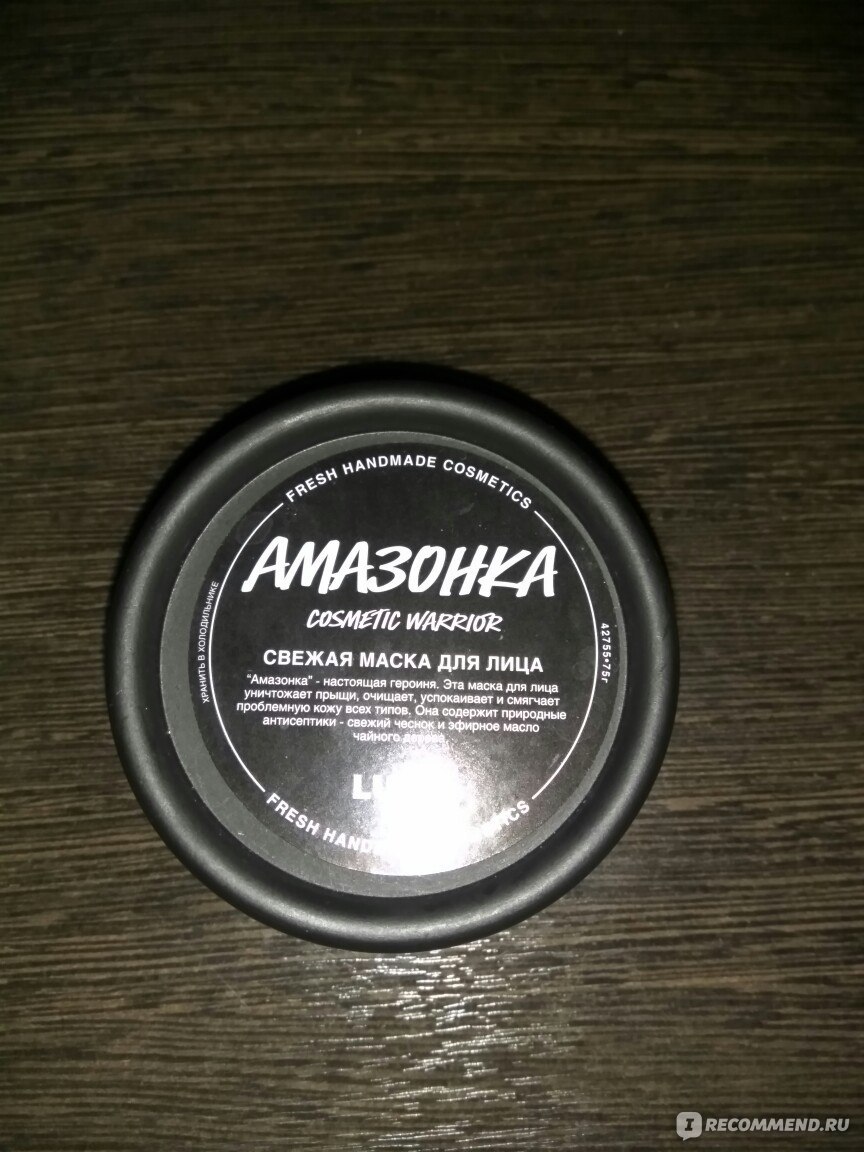 FRESH HANDMADE COSMETICS
АМАЗОНКА
COSMETIC WARRIOR
СВЕЖАЯ МАСКА ДЛЯ ЛИЦА
"Амазонка" - настоящая героиня. Эта маска для лица
уничтожает прыщи, очищает, успокаивает и смягчает
проблемную кожу всех типов. Она содержит природные
антисептики - свежий чеснок и эфирное масло
чайного
FRESH
ХРАНИТЬ В ХОЛОДИЛЬНИКЕ
42755•75г
IRECOMMEND.RU